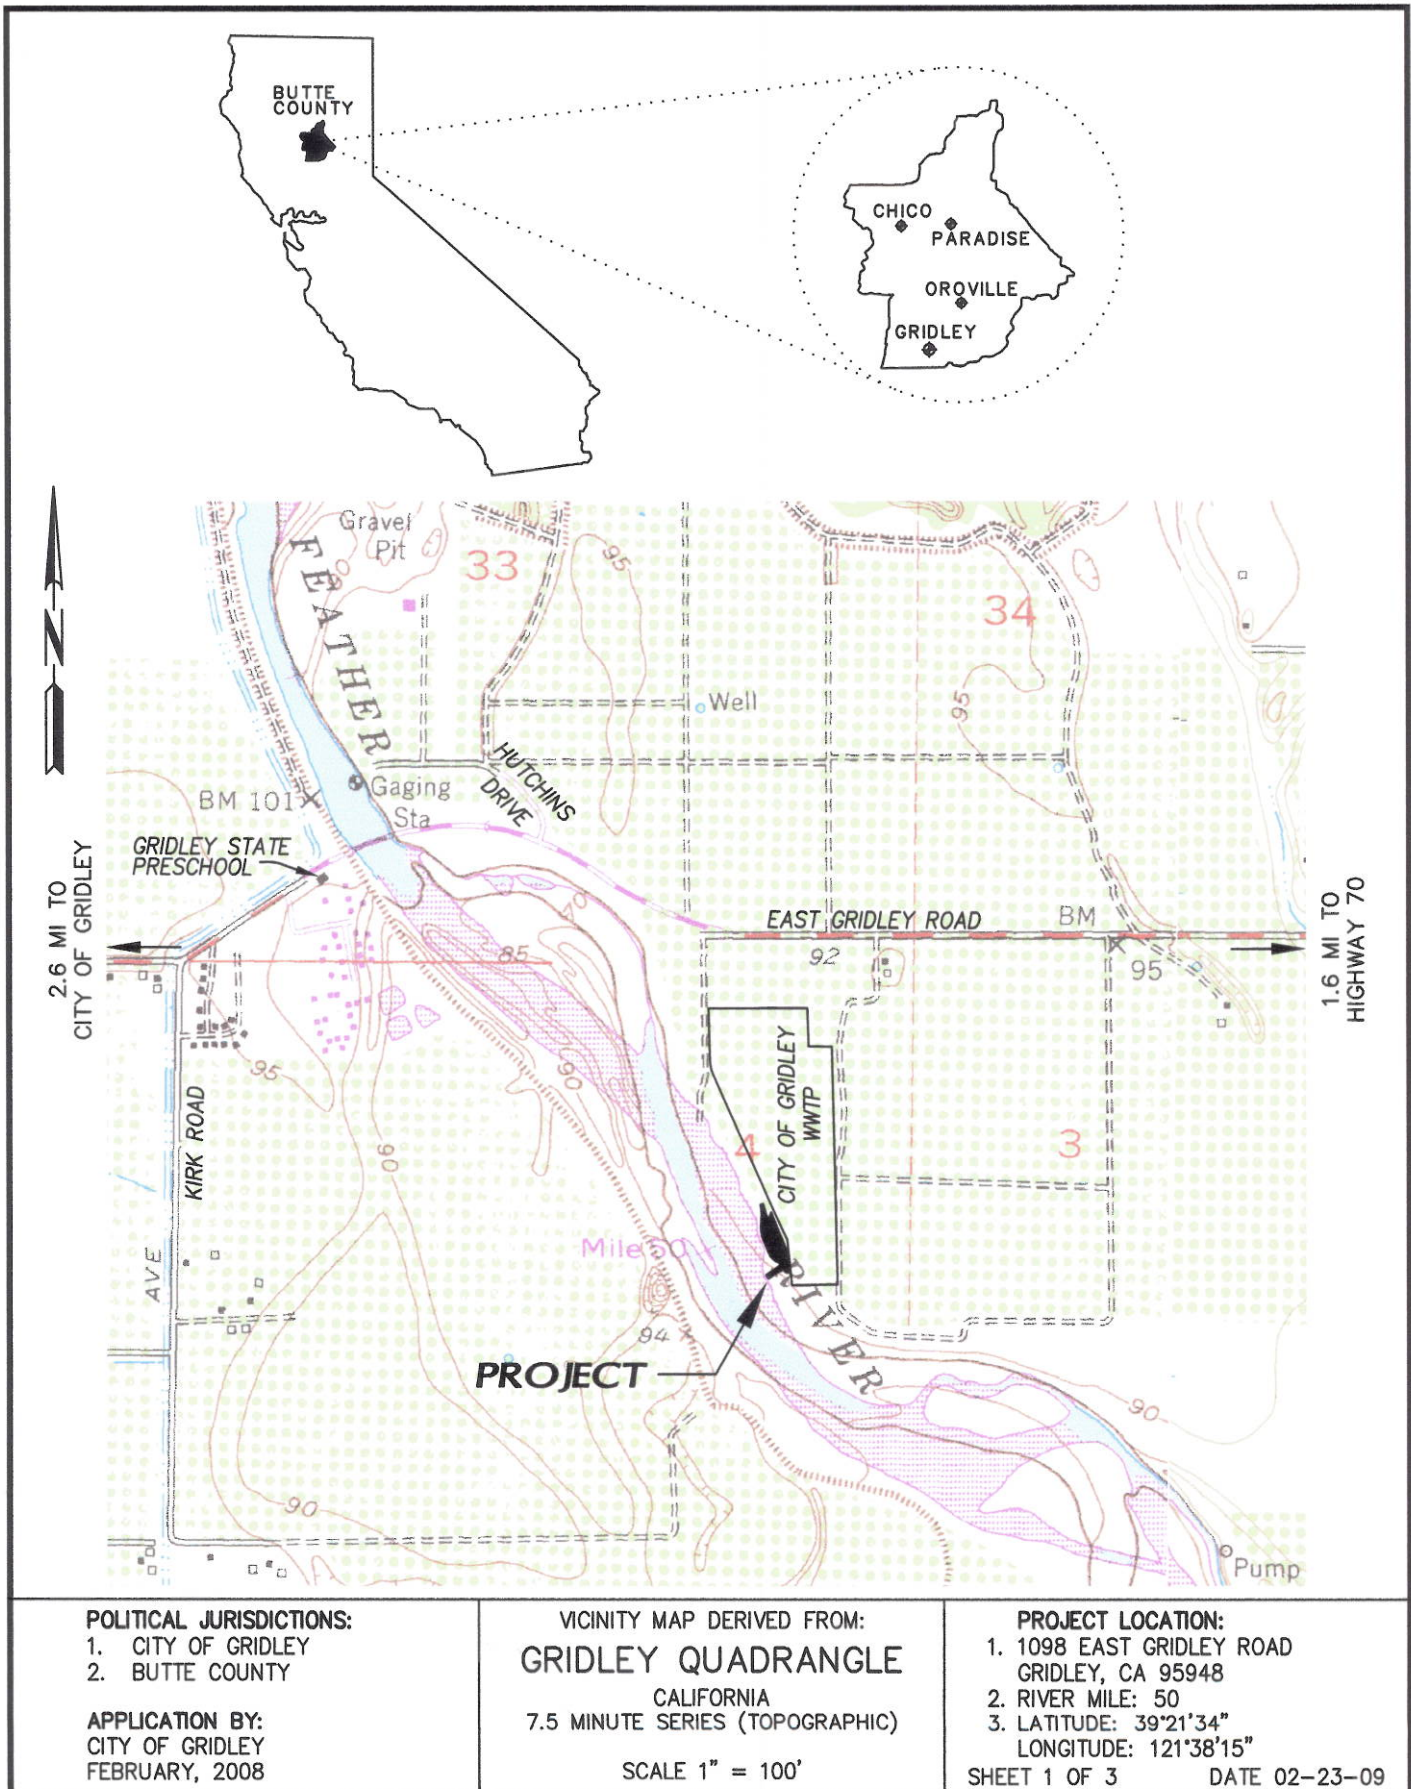 BUTTE
COUNTY
CHICO
PARADISE
OROVILLE
GRIDLEY
N
Gravel
Pit
33
34
95
90
FEATHER
95
Well
HUTCHINS
DRIVE
BM 101
Gaging
Sta
GRIDLEY STATE
PRESCHOOL
2.6 MI TO
CITY OF GRIDLEY
70
EAST GRIDLEY ROAD
BM
92
95
1.6 MI TO
HIGHWAY 70
85
95
90
90
KIRK ROAD
CITY OF GRIDLEY
WWTP
4
3
AVE
Mile 50
RIVER
94
PROJECT
90
90
Pump
POLITICAL JURISDICTIONS:
1. CITY OF GRIDLEY
2. BUTTE COUNTY
APPLICATION BY:
CITY OF GRIDLEY
FEBRUARY, 2008
VICINITY MAP DERIVED FROM:
GRIDLEY QUADRANGLE
CALIFORNIA
7.5 MINUTE SERIES (TOPOGRAPHIC)
SCALE 1" = 100'
PROJECT LOCATION:
1. 1098 EAST GRIDLEY ROAD
GRIDLEY, CA 95948
2. RIVER MILE: 50
3. LATITUDE: 39°21'34"
LONGITUDE: 121°38'15"
SHEET 1 OF 3 DATE 02-23-09